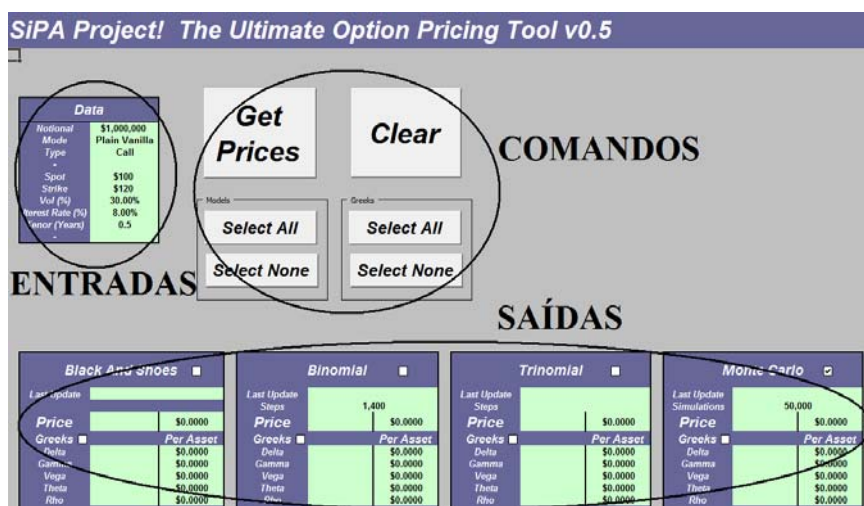 SiPA Project! The Ultimate Option Pricing Tool v0.5
Data
Notional $1,000,000
Mode Plain Vanilla
Type Call
-
Spot $100
Strike $120
Vol (%) 30.00%
nterest Rate (%) 8.00%
Tenor (Years) 0.5
-
Get
Prices
Clear
COMANDOS
Models
Select All
Select None
Greeks
Select All
Select None
ENTRADAS
SAÍDAS
Black And Shoes
Last Update
Price $0.0000
Greeks Per Asset
Delta $0.0000
Gamma $0.0000
Vega $0.0000
Theta $0.0000
Rho $0.0000
Binomial
Last Update
Steps 1,400
Price $0.0000
Greeks Per Asset
Delta $0.0000
Gamma $0.0000
Vega $0.0000
Theta $0.0000
Rho $0.0000
Trinomial
Last Update
Steps
Price $0.0000
Greeks Per Asset
Delta $0.0000
Gamma $0.0000
Vega $0.0000
Theta $0.0000
Rho $0.0000
Monte Carlo
Last Update
Simulations 50,000
Price $0.0000
Greeks Per Asset
Delta $0.0000
Gamma $0.0000
Vega $0.0000
Theta $0.0000
Rho $0.0000